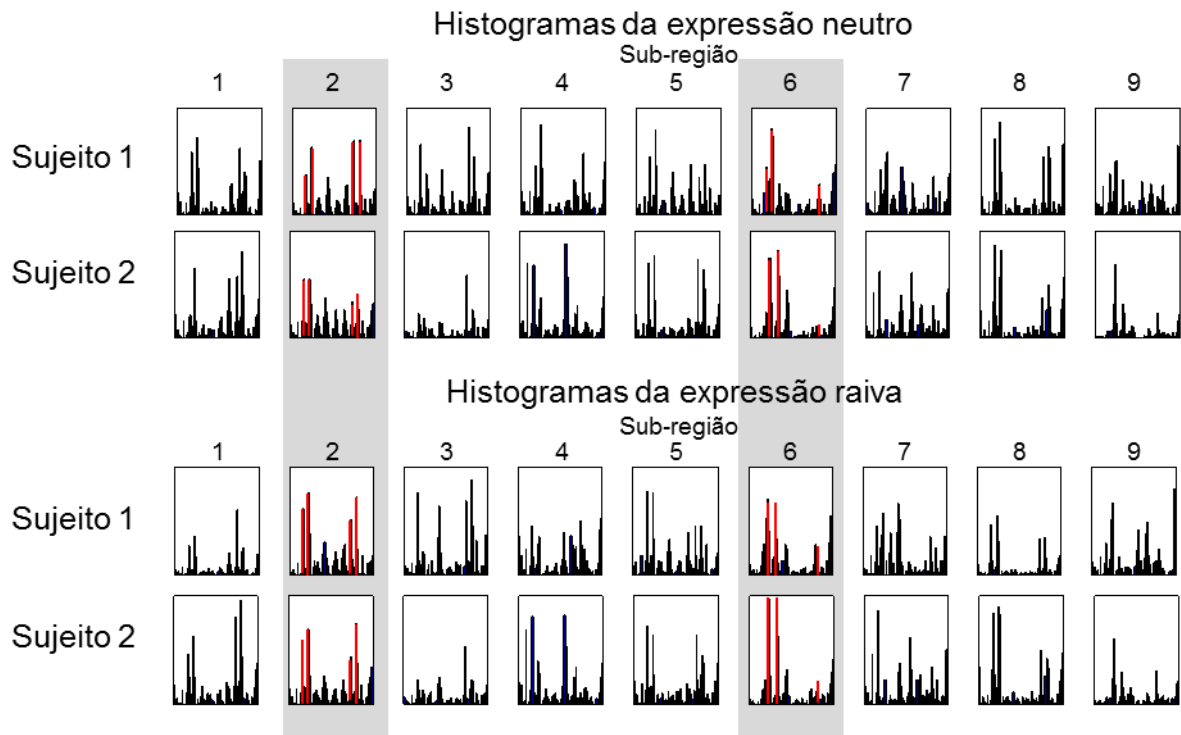 Histogramas da expressão neutro
Sub-região
1 2 3 4 5 6 7 8 9
Sujeito 1
Sujeito 2
Histogramas da expressão raiva
Sub-região
1 2 3 4 5 6 7 8 9
Sujeito 1
Sujeito 2